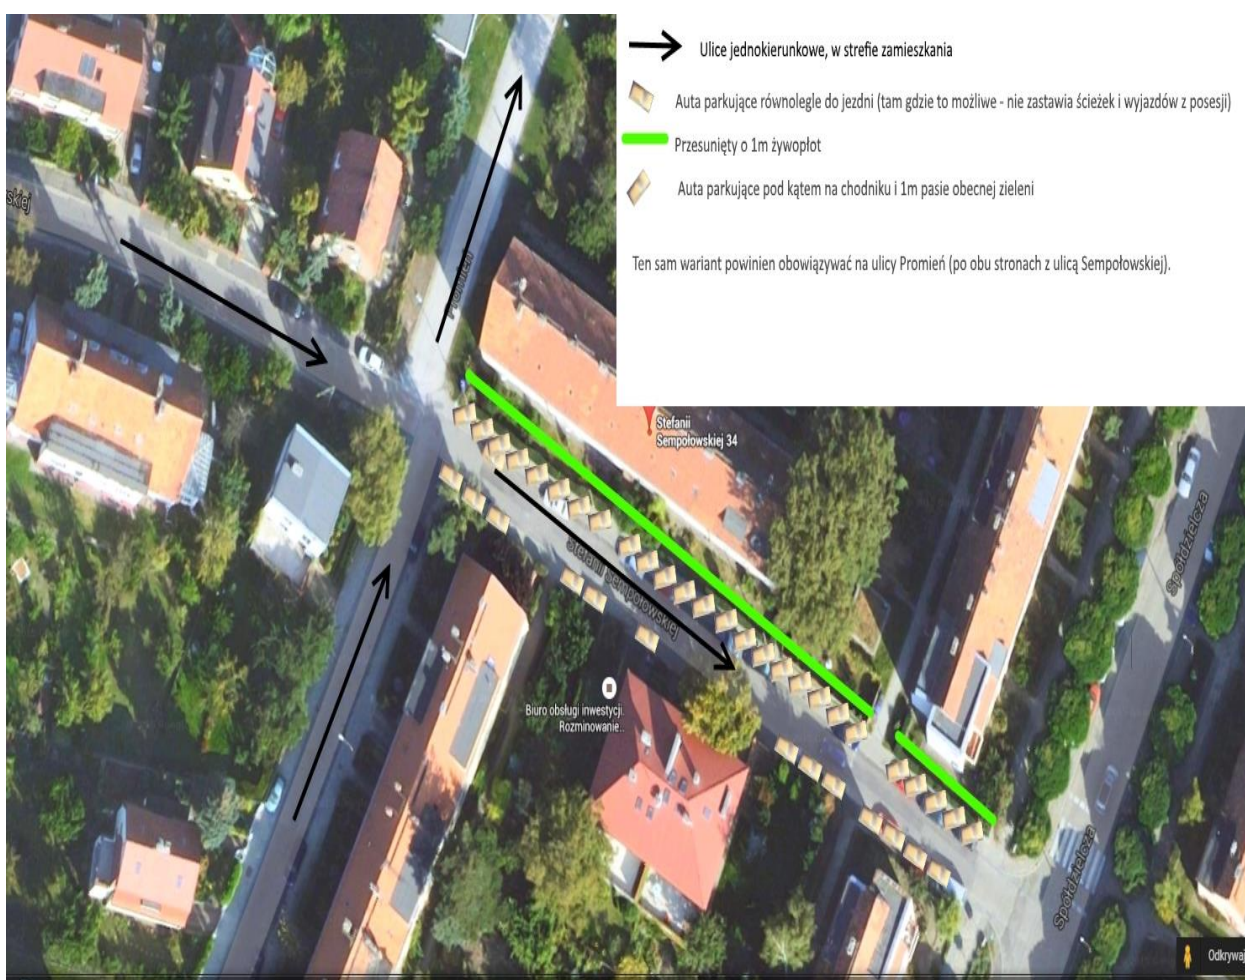 Ulice jednokierunkowe, w strefie zamieszkania
Auta parkujące równolegle do jezdni (tam gdzie to możliwe - nie zastawia ścieżek i wyjazdów z posesji)
Przesunięty o 1m żywopłot
Auta parkujące pod kątem na chodniku i 1m pasie obecnej zieleni
Ten sam wariant powinien obowiązywać na ulicy Promień (po obu stronach z ulicą Sempołowskiej).
skiej
Promień
Stefanii
Sempołowskiej 34
Spółdzielcza
Stefanii Sempołowskiej
Biuro obsługi inwestycji.
Rozminowanie..
Spółdzielcza
Odkrywaj